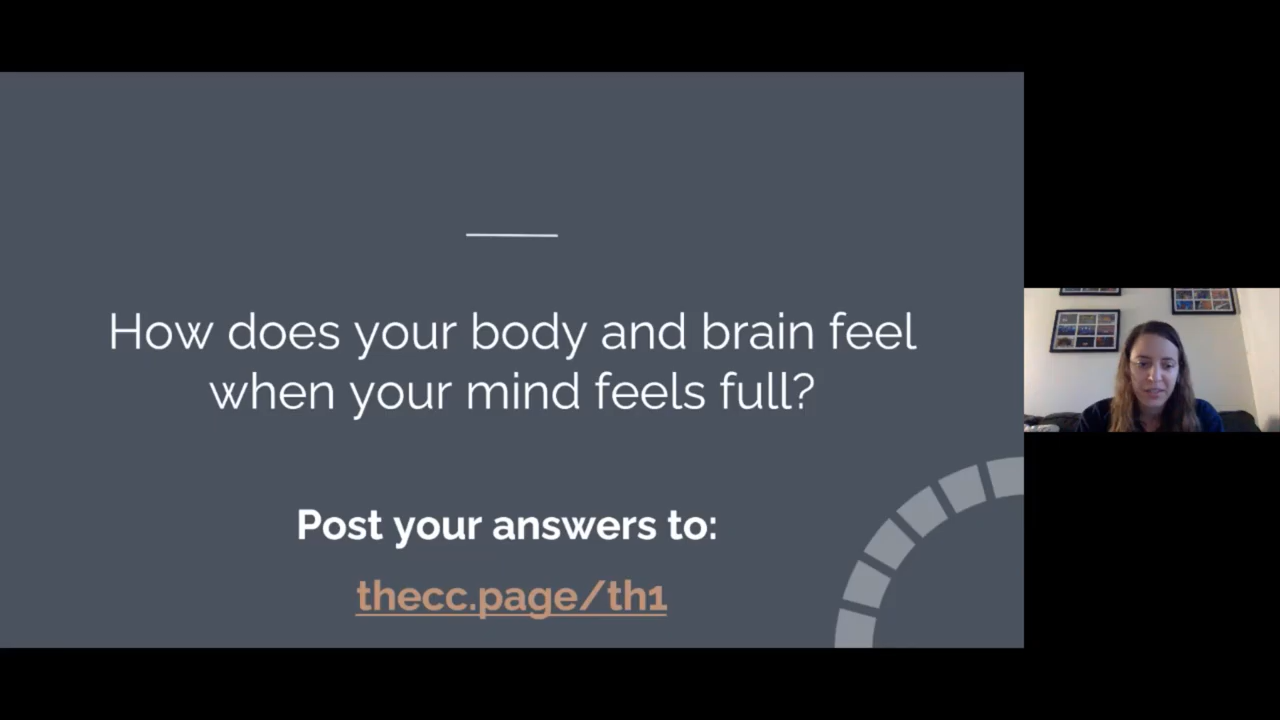 How does your body and brain feel
when your mind feels full?
Post your answers to:
thecc.page/th1